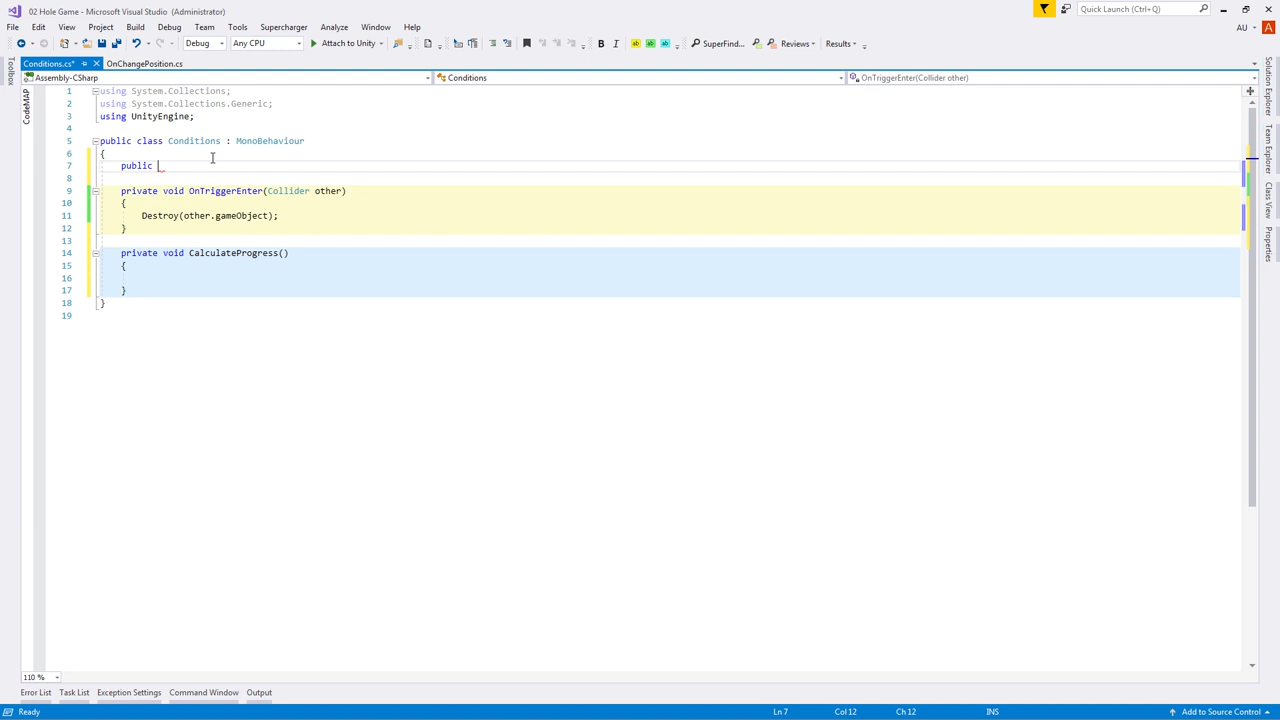 02 Hole Game - Microsoft Visual Studio (Administrator)
Quick Launch (Ctrl+Q)
File Edit View Project Build Debug Team Tools Supercharger Analyze Window Help
AU
A
Debug
Any CPU
Attach to Unity
B
I
ab
ab
ab
SuperFind...
Reviews
Results
Conditions.cs*
OnChangePosition.cs
Assembly-CSharp
Conditions
OnTriggerEnter(Collider other)
Toolbox
CodeMAP
Solution Explorer
Team Explorer
Class View
Properties
1 using System.Collections;
2 using System.Collections.Generic;
3 using UnityEngine;
4
5 public class Conditions : MonoBehaviour
6 {
7 public
8
9 private void OnTriggerEnter(Collider other)
10 {
11 Destroy(other.gameObject);
12 }
13
14 private void CalculateProgress()
15 {
16
17 }
18 }
19
110 %
Error List Task List Exception Settings Command Window Output
Ready
Ln 7
Col 12
Ch 12
INS
Add to Source Control